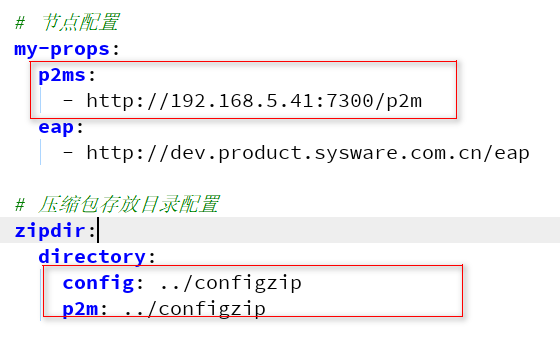 # 节点配置
my-props:
  p2ms:
    - http://192.168.5.41:7300/p2m
  eap:
    - http://dev.product.sysware.com.cn/eap
# 压缩包存放目录配置
zipdir:
  directory:
    config: ../configzip
    p2m: ../configzip